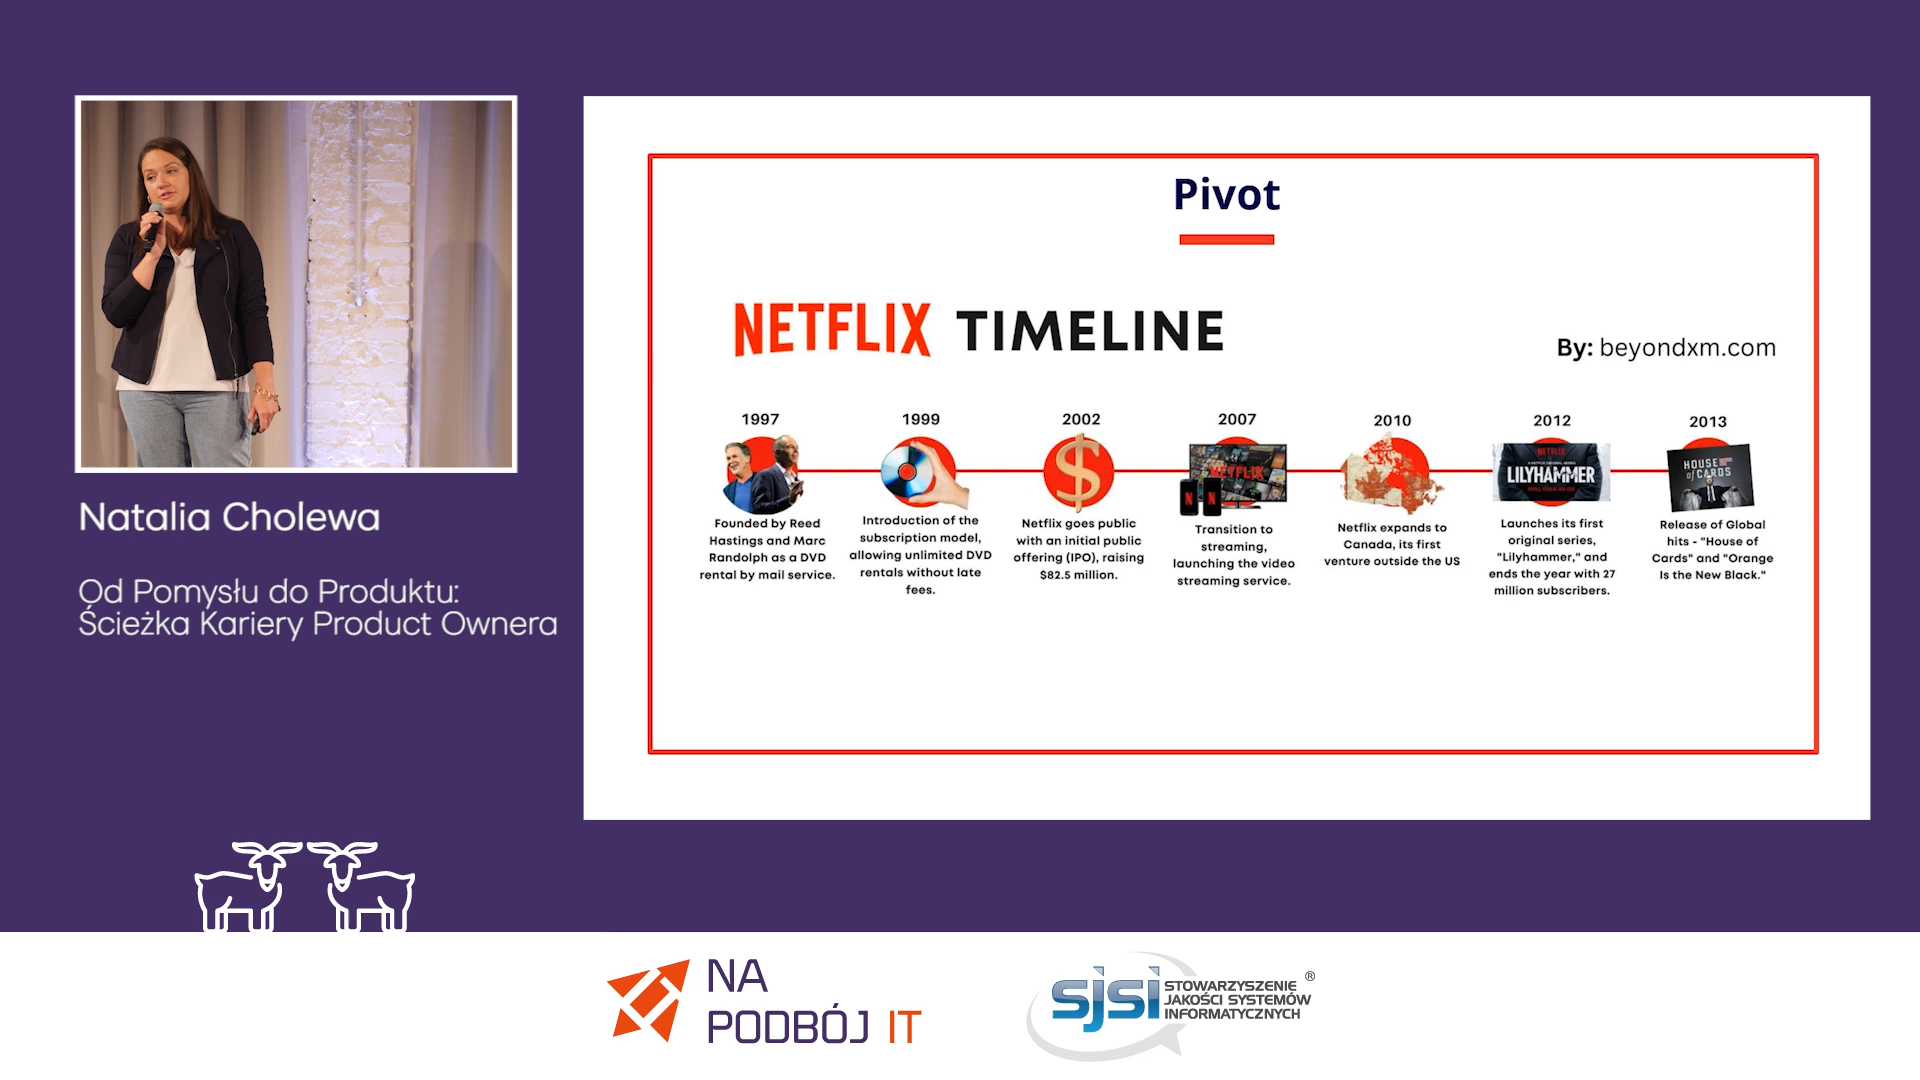 Natalia Cholewa
Od Pomysłu do Produktu:
Ścieżka Kariery Product Ownera
Pivot
NETFLIX TIMELINE
By: beyondxm.com
1997
Founded by Reed
Hastings and Marc
Randolph as a DVD
rental by mail service.
1999
Introduction of the
subscription model,
allowing unlimited DVD
rentals without late
fees.
2002
$
Netflix goes public
with an initial public
offering (IPO), raising
$82.5 million.
2007
NETFLIX
N
N
Transition to
streaming,
launching the video
streaming service.
2010
Netflix expands to
Canada, its first
venture outside the US
2012
NETFLIX
LILYHAMMER
Launches its first
original series,
"Lilyhammer," and
ends the year with 27
million subscribers.
2013
HOUSE
of CARDS
Release of Global
hits - "House of
Cards" and "Orange
Is the New Black."
NA
PODBÓJ IT
sjsi
STOWARZYSZENIE ®
JAKOŚCI SYSTEMÓW
INFORMATYCZNYCH